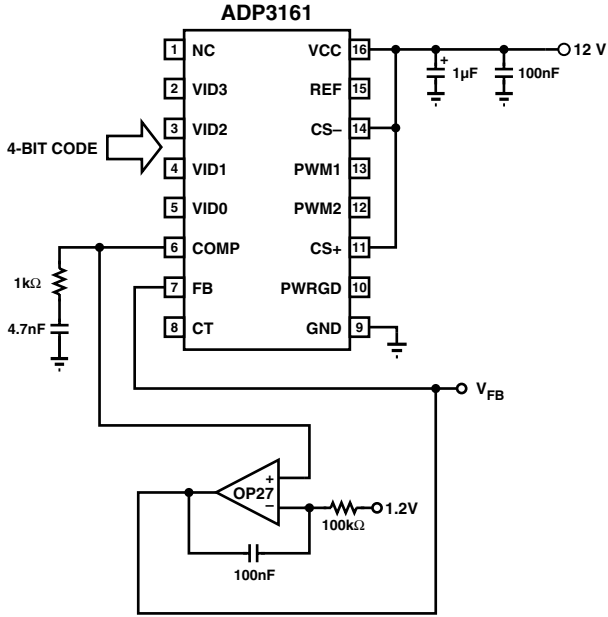 ADP3161
1 NC VCC 16 12 V
2 VID3 REF 15 + 1µF 100nF
3 VID2 CS– 14
4-BIT CODE
4 VID1 PWM1 13
5 VID0 PWM2 12
6 COMP CS+ 11
1kΩ
7 FB PWRGD 10
4.7nF
8 CT GND 9
VFB
+
OP27
– 1.2V
100kΩ
100nF